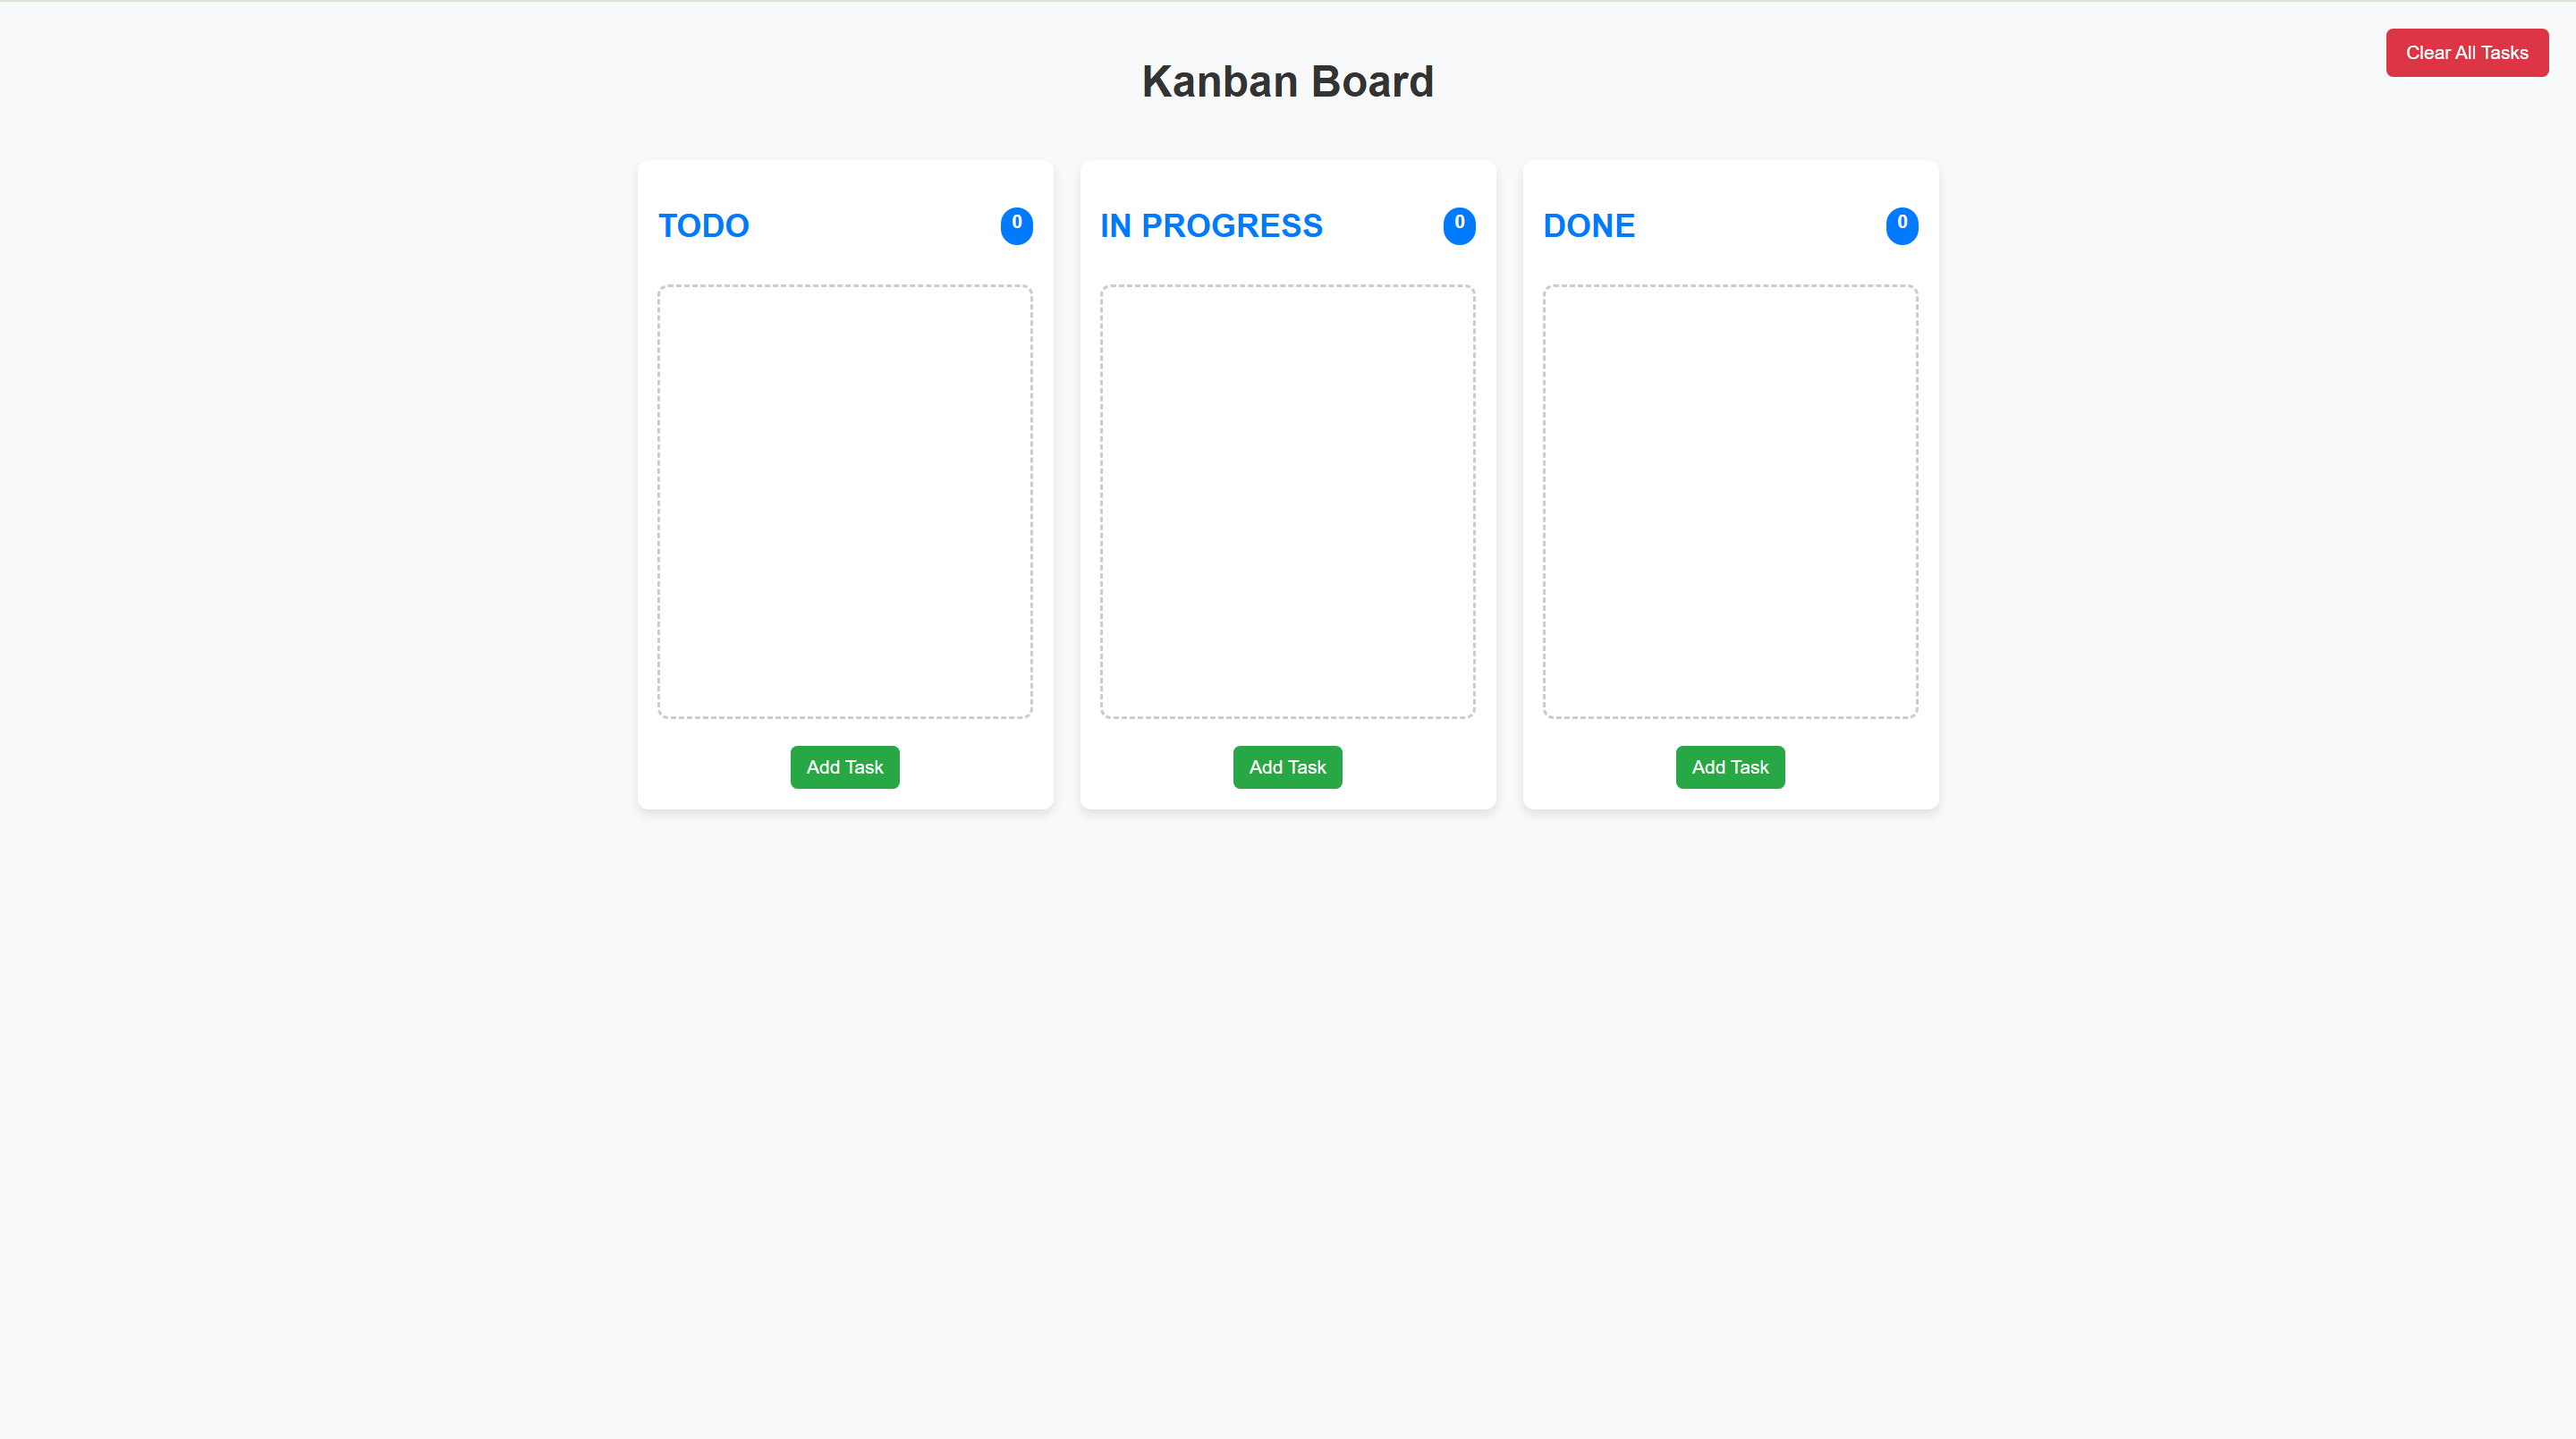 Clear All Tasks
Kanban Board
TODO 0
IN PROGRESS 0
DONE 0
Add Task
Add Task
Add Task